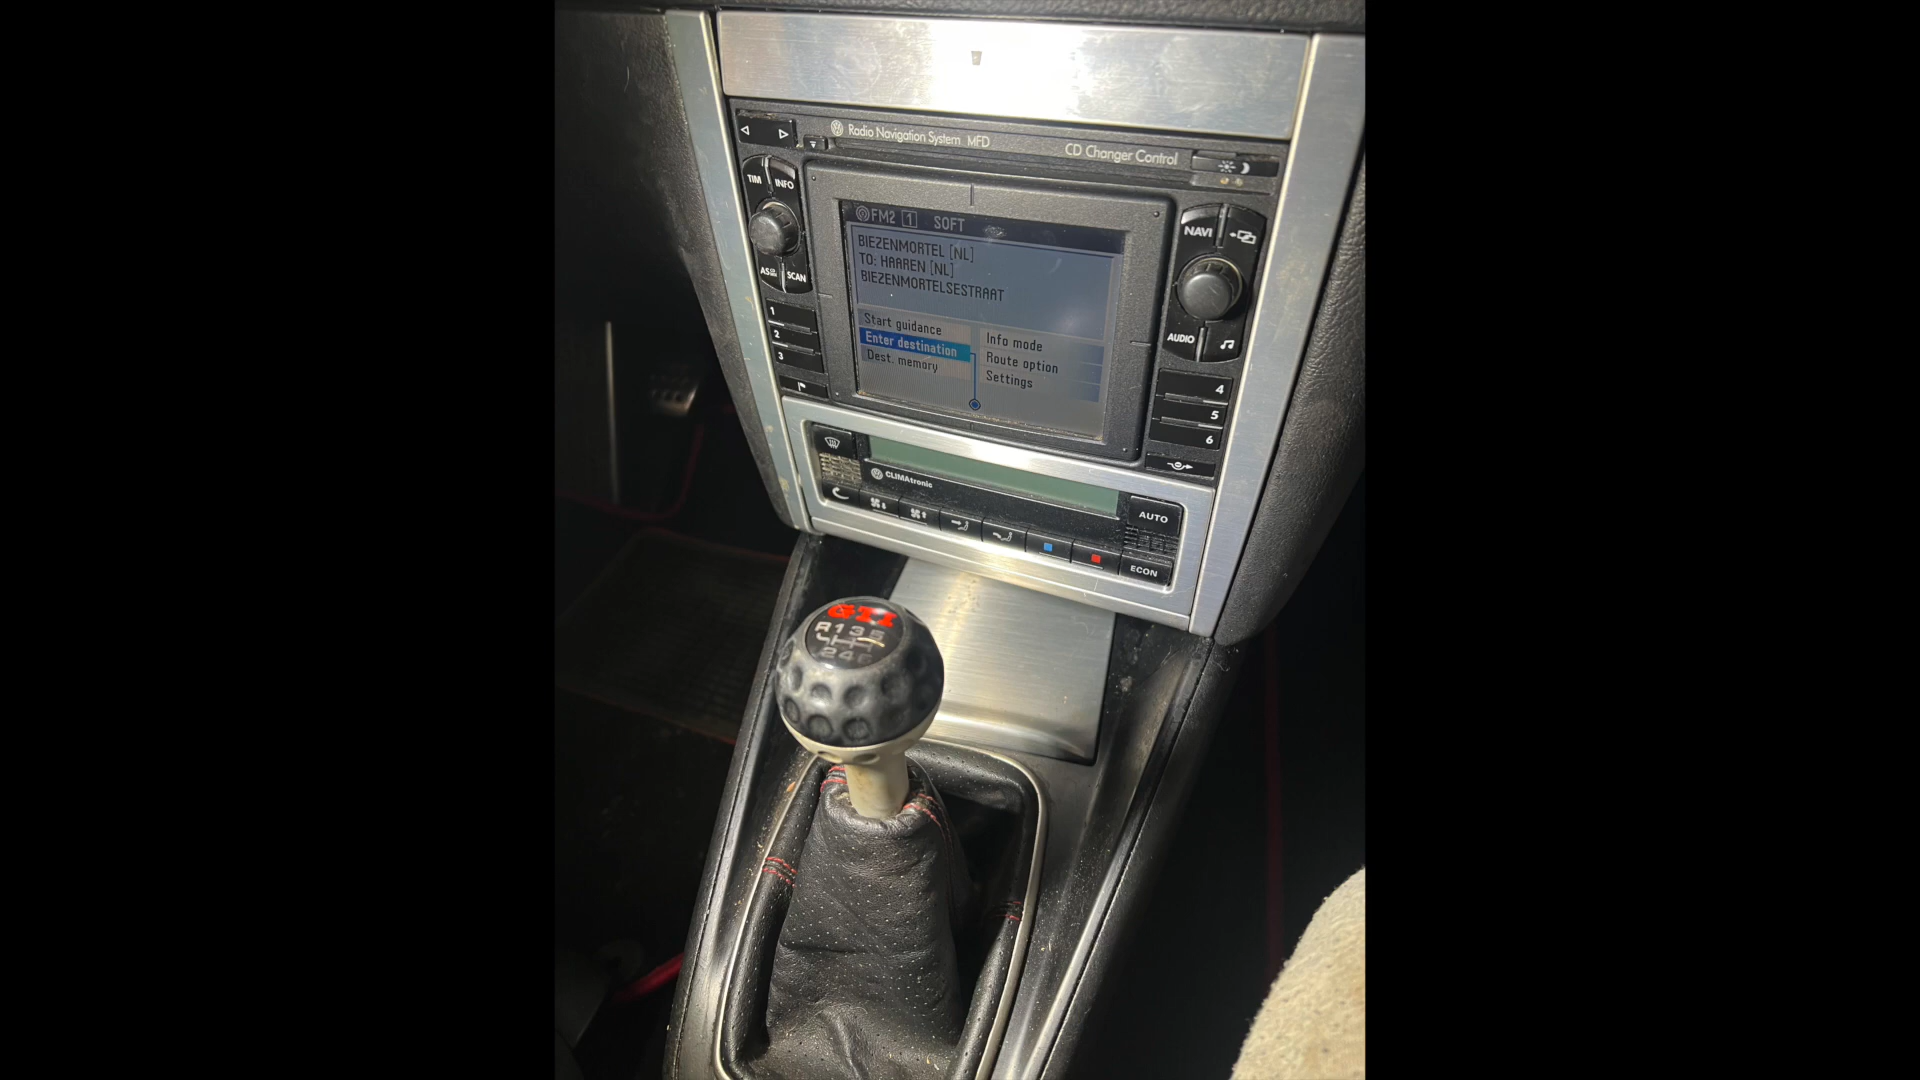 Radio Navigation System MFD
CD Changer Control
TIM
INFO
AS
SCAN
1
2
3
NAVI
AUDIO
4
5
6
FM2 1 SOFT
BIEZENMORTEL [NL]
TO: HAAREN [NL]
BIEZENMORTELSESTRAAT
Start guidance
Enter destination
Dest. memory
Info mode
Route option
Settings
CLIMAtronic
AUTO
ECON
GTI
R 1 3 5
2 4 6